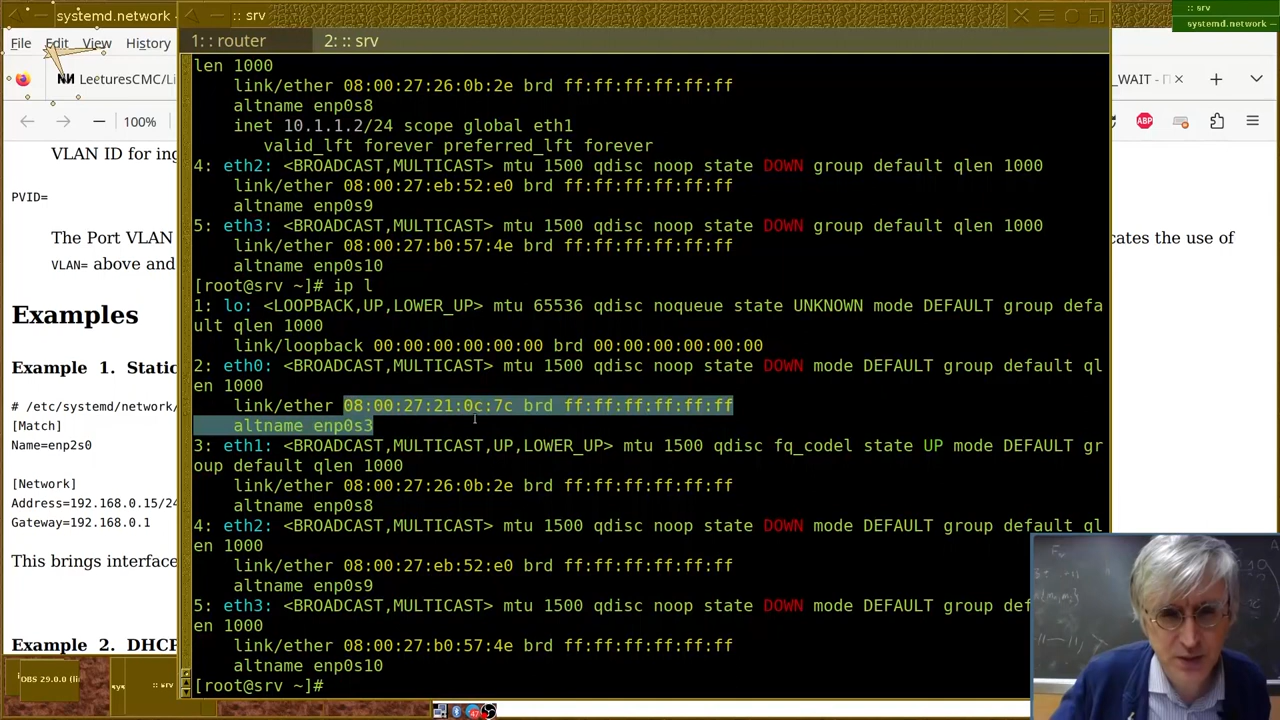 systemd.network —
:: srv
:: srv
systemd.network —
File Edit View History
1: : router
2: :: srv
LecturesCMC/Li
_WAIT - П
100%
ABP
VLAN ID for ing
PVID=
The Port VLAN
cates the use of
VLAN= above and
Examples
Example 1. Static
# /etc/systemd/network/
[Match]
Name=enp2s0
[Network]
Address=192.168.0.15/24
Gateway=192.168.0.1
This brings interface
Example 2. DHCP
len 1000
link/ether 08:00:27:26:0b:2e brd ff:ff:ff:ff:ff:ff
altname enp0s8
inet 10.1.1.2/24 scope global eth1
valid_lft forever preferred_lft forever
4: eth2: <BROADCAST,MULTICAST> mtu 1500 qdisc noop state DOWN group default qlen 1000
link/ether 08:00:27:eb:52:e0 brd ff:ff:ff:ff:ff:ff
altname enp0s9
5: eth3: <BROADCAST,MULTICAST> mtu 1500 qdisc noop state DOWN group default qlen 1000
link/ether 08:00:27:b0:57:4e brd ff:ff:ff:ff:ff:ff
altname enp0s10
[root@srv ~]# ip l
1: lo: <LOOPBACK,UP,LOWER_UP> mtu 65536 qdisc noqueue state UNKNOWN mode DEFAULT group defa
ult qlen 1000
link/loopback 00:00:00:00:00:00 brd 00:00:00:00:00:00
2: eth0: <BROADCAST,MULTICAST> mtu 1500 qdisc noop state DOWN mode DEFAULT group default ql
en 1000
link/ether 08:00:27:21:0c:7c brd ff:ff:ff:ff:ff:ff
altname enp0s3
3: eth1: <BROADCAST,MULTICAST,UP,LOWER_UP> mtu 1500 qdisc fq_codel state UP mode DEFAULT gr
oup default qlen 1000
link/ether 08:00:27:26:0b:2e brd ff:ff:ff:ff:ff:ff
altname enp0s8
4: eth2: <BROADCAST,MULTICAST> mtu 1500 qdisc noop state DOWN mode DEFAULT group default ql
en 1000
link/ether 08:00:27:eb:52:e0 brd ff:ff:ff:ff:ff:ff
altname enp0s9
5: eth3: <BROADCAST,MULTICAST> mtu 1500 qdisc noop state DOWN mode DEFAULT group def
en 1000
link/ether 08:00:27:b0:57:4e brd ff:ff:ff:ff:ff:ff
altname enp0s10
[root@srv ~]#
OBS 29.0.0 (li
sy
:: srv